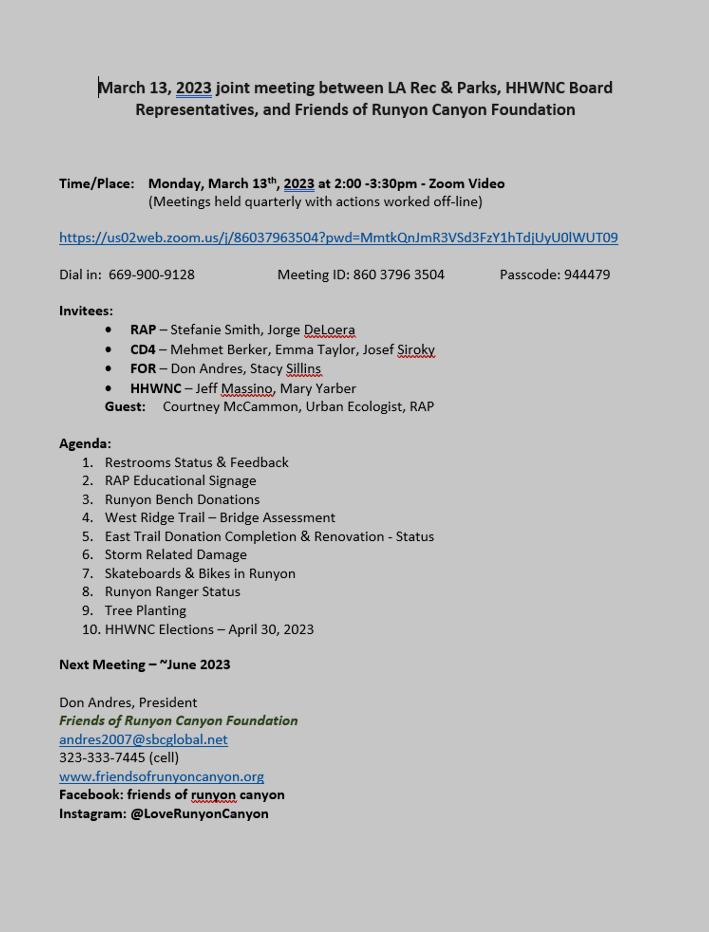 March 13, 2023 joint meeting between LA Rec & Parks, HHWNC Board
Representatives, and Friends of Runyon Canyon Foundation
Time/Place: Monday, March 13th, 2023 at 2:00 -3:30pm - Zoom Video
(Meetings held quarterly with actions worked off-line)
https://us02web.zoom.us/j/86037963504?pwd=MmtkQnJmR3VSd3FzY1hTdjUyU0lWUT09
Dial in: 669-900-9128 Meeting ID: 860 3796 3504 Passcode: 944479
Invitees:
• RAP – Stefanie Smith, Jorge DeLoera
• CD4 – Mehmet Berker, Emma Taylor, Josef Siroky
• FOR – Don Andres, Stacy Sillins
• HHWNC – Jeff Massino, Mary Yarber
Guest: Courtney McCammon, Urban Ecologist, RAP
Agenda:
1. Restrooms Status & Feedback
2. RAP Educational Signage
3. Runyon Bench Donations
4. West Ridge Trail – Bridge Assessment
5. East Trail Donation Completion & Renovation - Status
6. Storm Related Damage
7. Skateboards & Bikes in Runyon
8. Runyon Ranger Status
9. Tree Planting
10. HHWNC Elections – April 30, 2023
Next Meeting – ~June 2023
Don Andres, President
Friends of Runyon Canyon Foundation
andres2007@sbcglobal.net
323-333-7445 (cell)
www.friendsofrunyoncanyon.org
Facebook: friends of runyon canyon
Instagram: @LoveRunyonCanyon